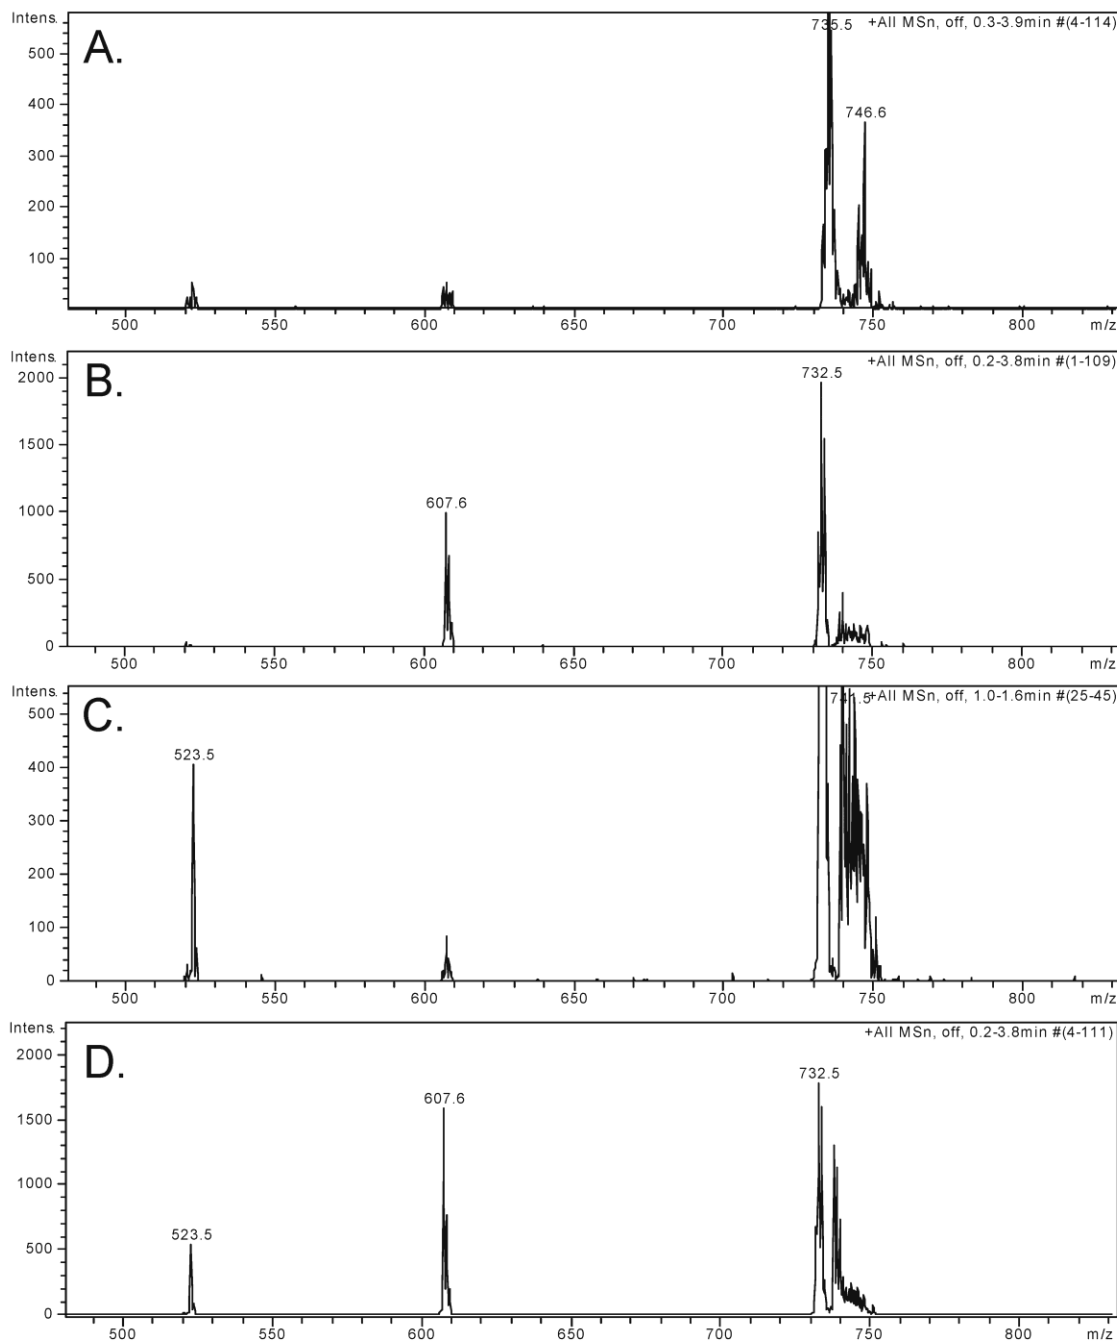 Intens. +All MSn, off, 0.3-3.9min #(4-114)
A.
735.5
500
746.6
400
300
200
100
500 550 600 650 700 750 800 m/z
Intens. +All MSn, off, 0.2-3.8min #(1-109)
B.
732.5
2000
1500
607.6
1000
500
0
500 550 600 650 700 750 800 m/z
Intens. +All MSn, off, 1.0-1.6min #(25-45)
C.
741.5
500
523.5
400
300
200
100
0
500 550 600 650 700 750 800 m/z
Intens. +All MSn, off, 0.2-3.8min #(4-111)
D.
2000
732.5
607.6
1500
1000
523.5
500
0
500 550 600 650 700 750 800 m/z